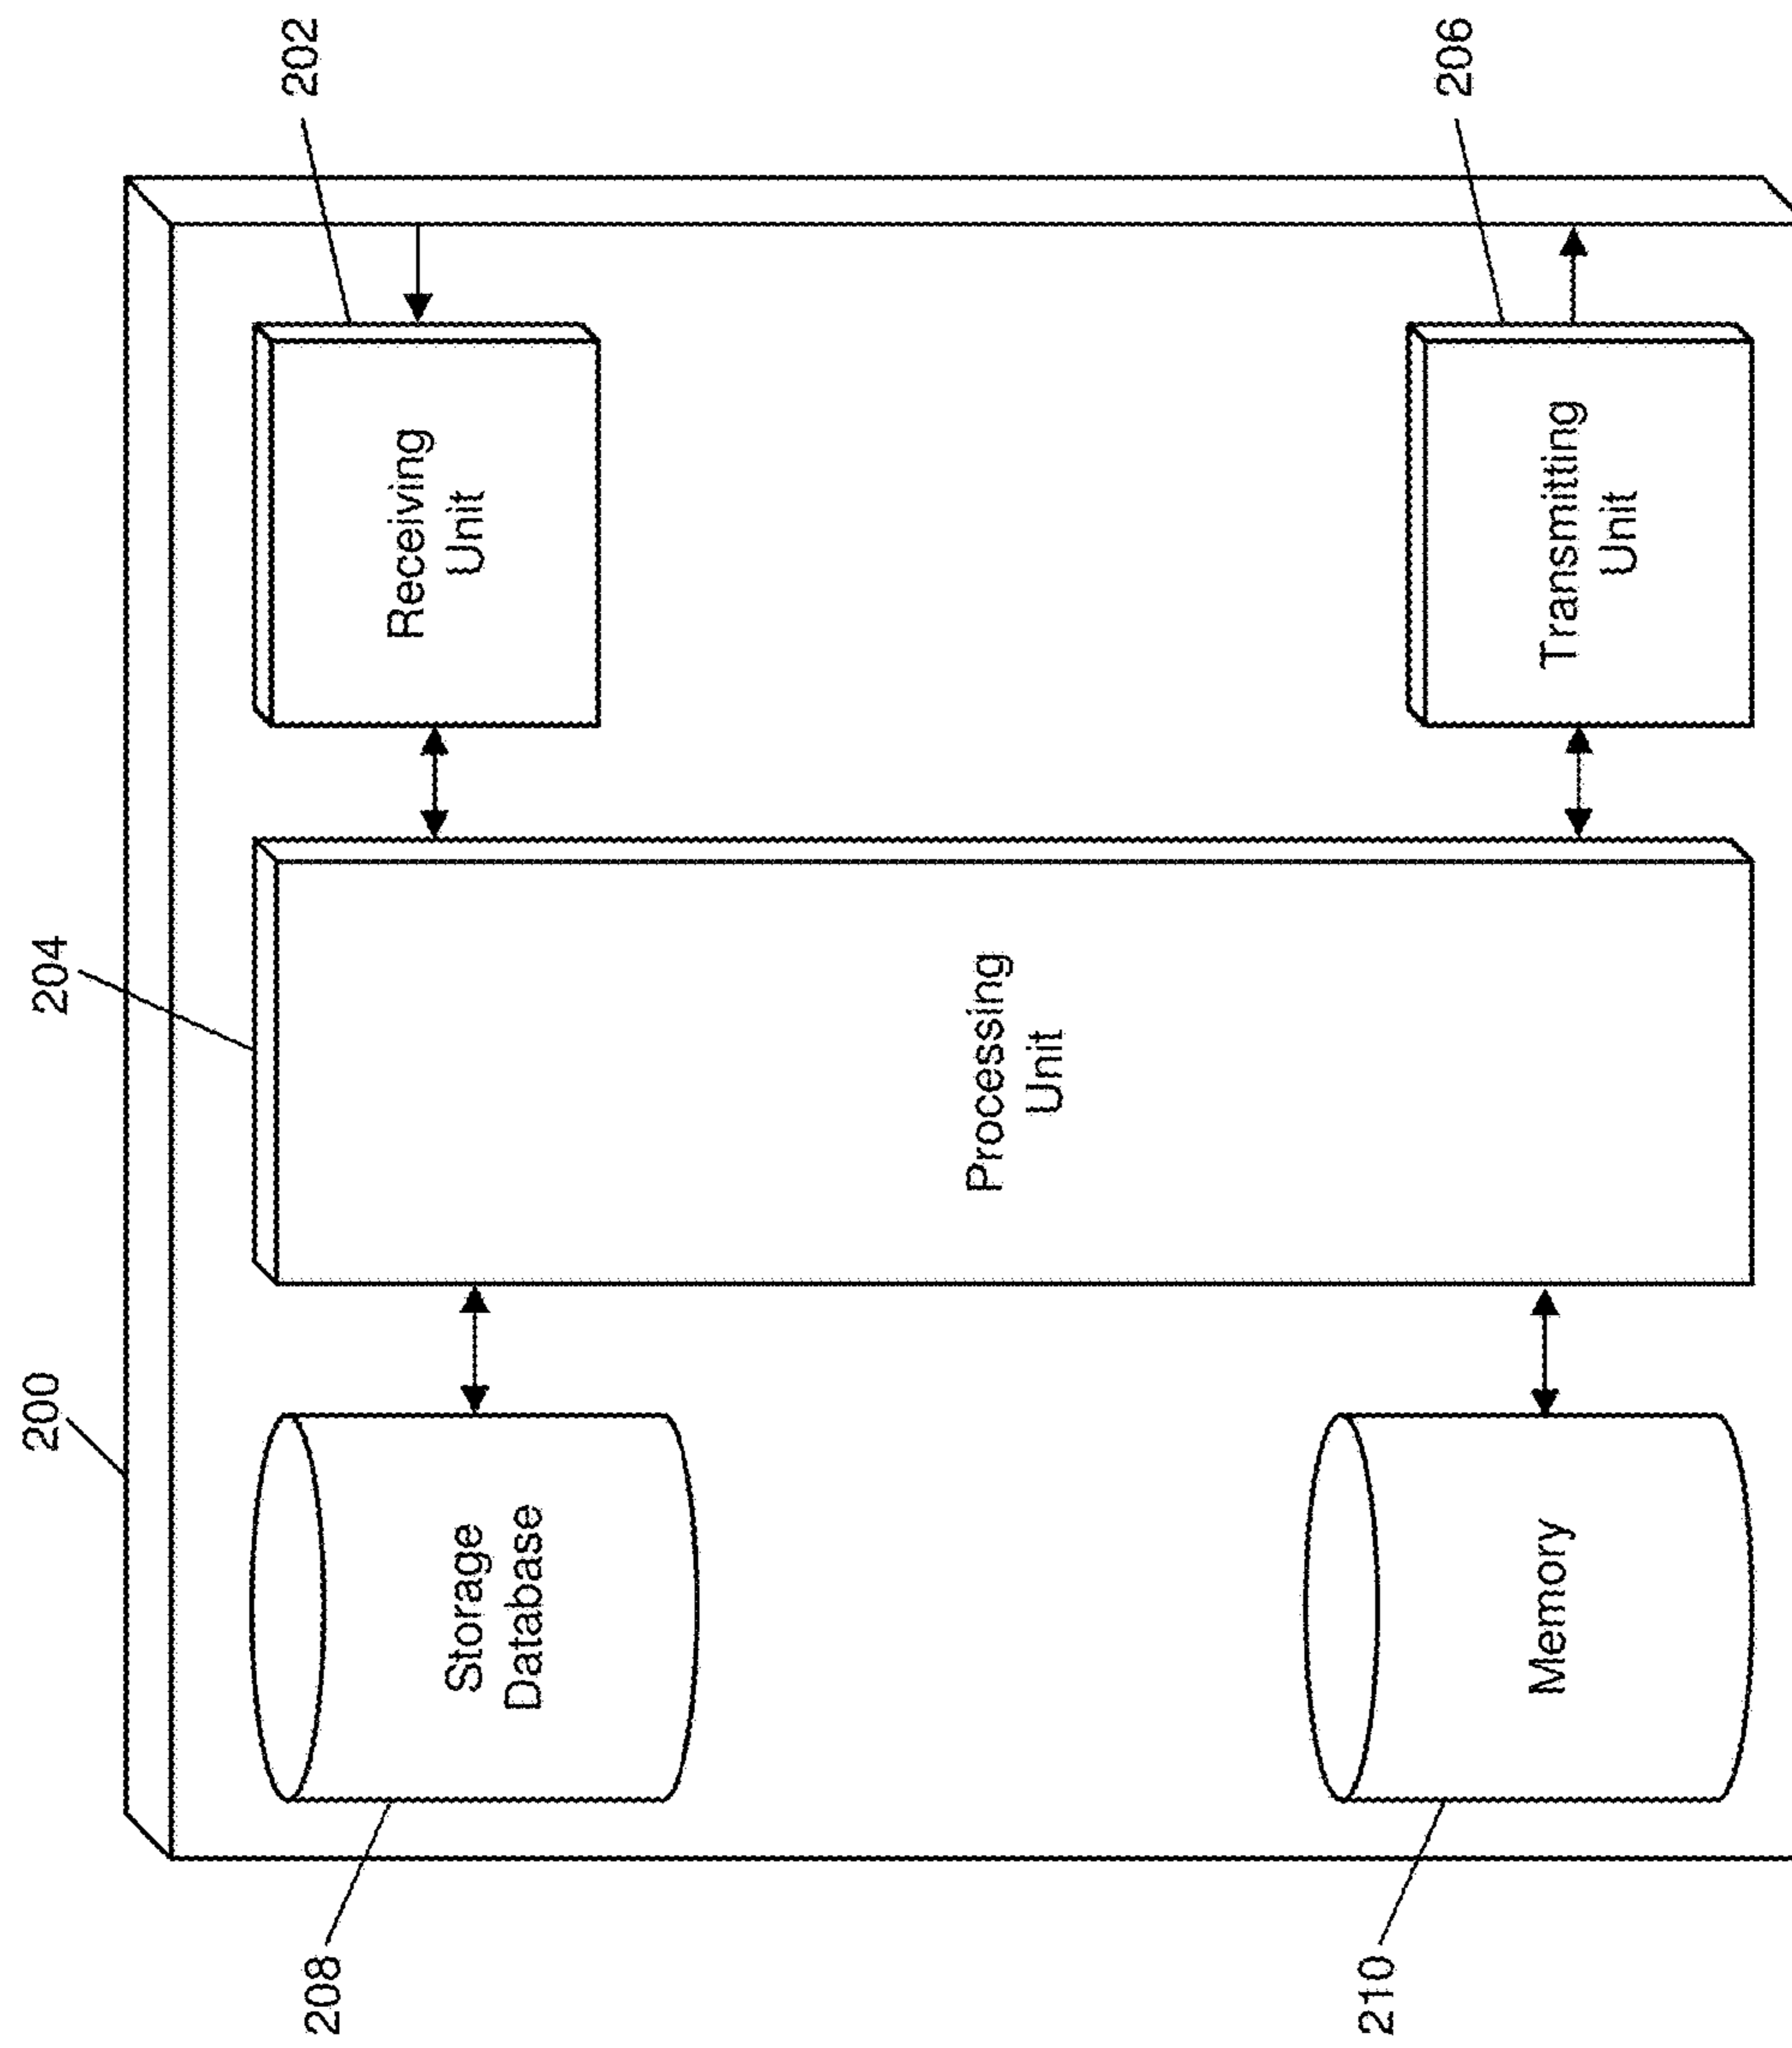 200
204
208
202
Storage
Database
Receiving
Unit
Processing
Unit
210
206
Memory
Transmitting
Unit